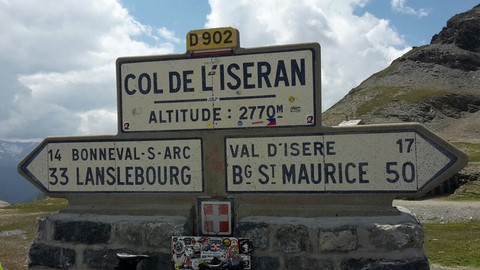 D 902
COL DE L'ISERAN
ALTITUDE : 2770M
14 BONNEVAL-S-ARC
33 LANSLEBOURG
VAL D'ISERE 17
BG ST MAURICE 50